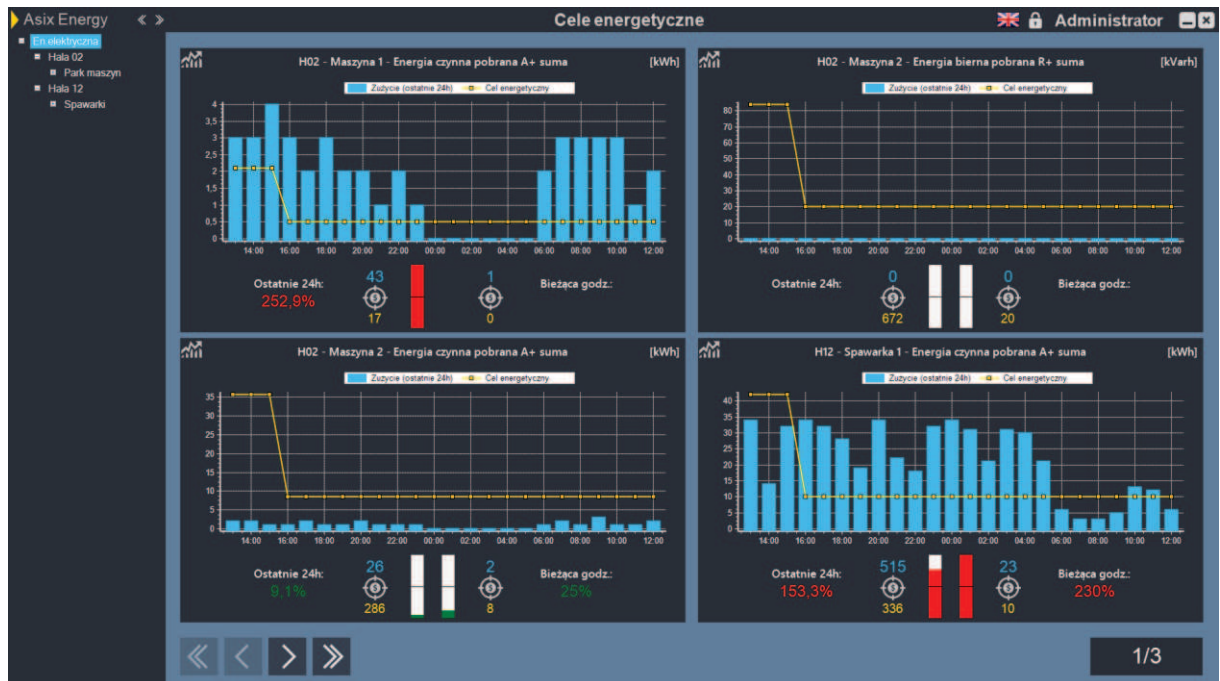 Asix Energy « »
Cele energetyczne
Administrator
En.elektryczna
Hala 02
Park maszyn
Hala 12
Spawarki
H02 - Maszyna 1 - Energia czynna pobrana A+ suma [kWh]
Zużycie (ostatnie 24h) Cel energetyczny
4
3,5
3
2,5
2
1,5
1
0,5
0
14:00 16:00 18:00 20:00 22:00 00:00 02:00 04:00 06:00 08:00 10:00 12:00
Ostatnie 24h:
252,9%
43
17
1
0
Bieżąca godz.:
H02 - Maszyna 2 - Energia bierna pobrana R+ suma [kVarh]
Zużycie (ostatnie 24h) Cel energetyczny
80
70
60
50
40
30
20
10
0
14:00 16:00 18:00 20:00 22:00 00:00 02:00 04:00 06:00 08:00 10:00 12:00
Ostatnie 24h:
0
672
0
20
Bieżąca godz.:
H02 - Maszyna 2 - Energia czynna pobrana A+ suma [kWh]
Zużycie (ostatnie 24h) Cel energetyczny
35
30
25
20
15
10
5
0
14:00 16:00 18:00 20:00 22:00 00:00 02:00 04:00 06:00 08:00 10:00 12:00
Ostatnie 24h:
9,1%
26
286
2
8
Bieżąca godz.:
25%
H12 - Spawarka 1 - Energia czynna pobrana A+ suma [kWh]
Zużycie (ostatnie 24h) Cel energetyczny
40
35
30
25
20
15
10
5
0
14:00 16:00 18:00 20:00 22:00 00:00 02:00 04:00 06:00 08:00 10:00 12:00
Ostatnie 24h:
153,3%
515
336
23
10
Bieżąca godz.:
230%
1/3